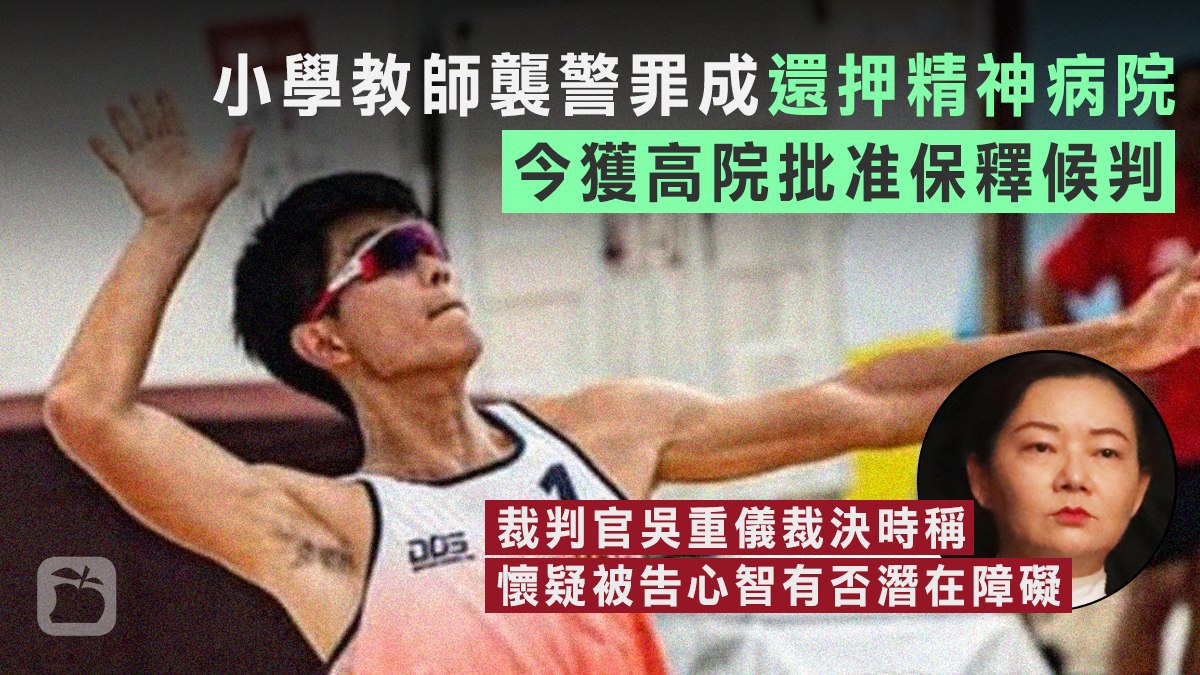 小學教師襲警罪成還押精神病院
今獲高院批准保釋候判
1
DDS
裁判官吳重儀裁決時稱
懷疑被告心智有否潛在障礙